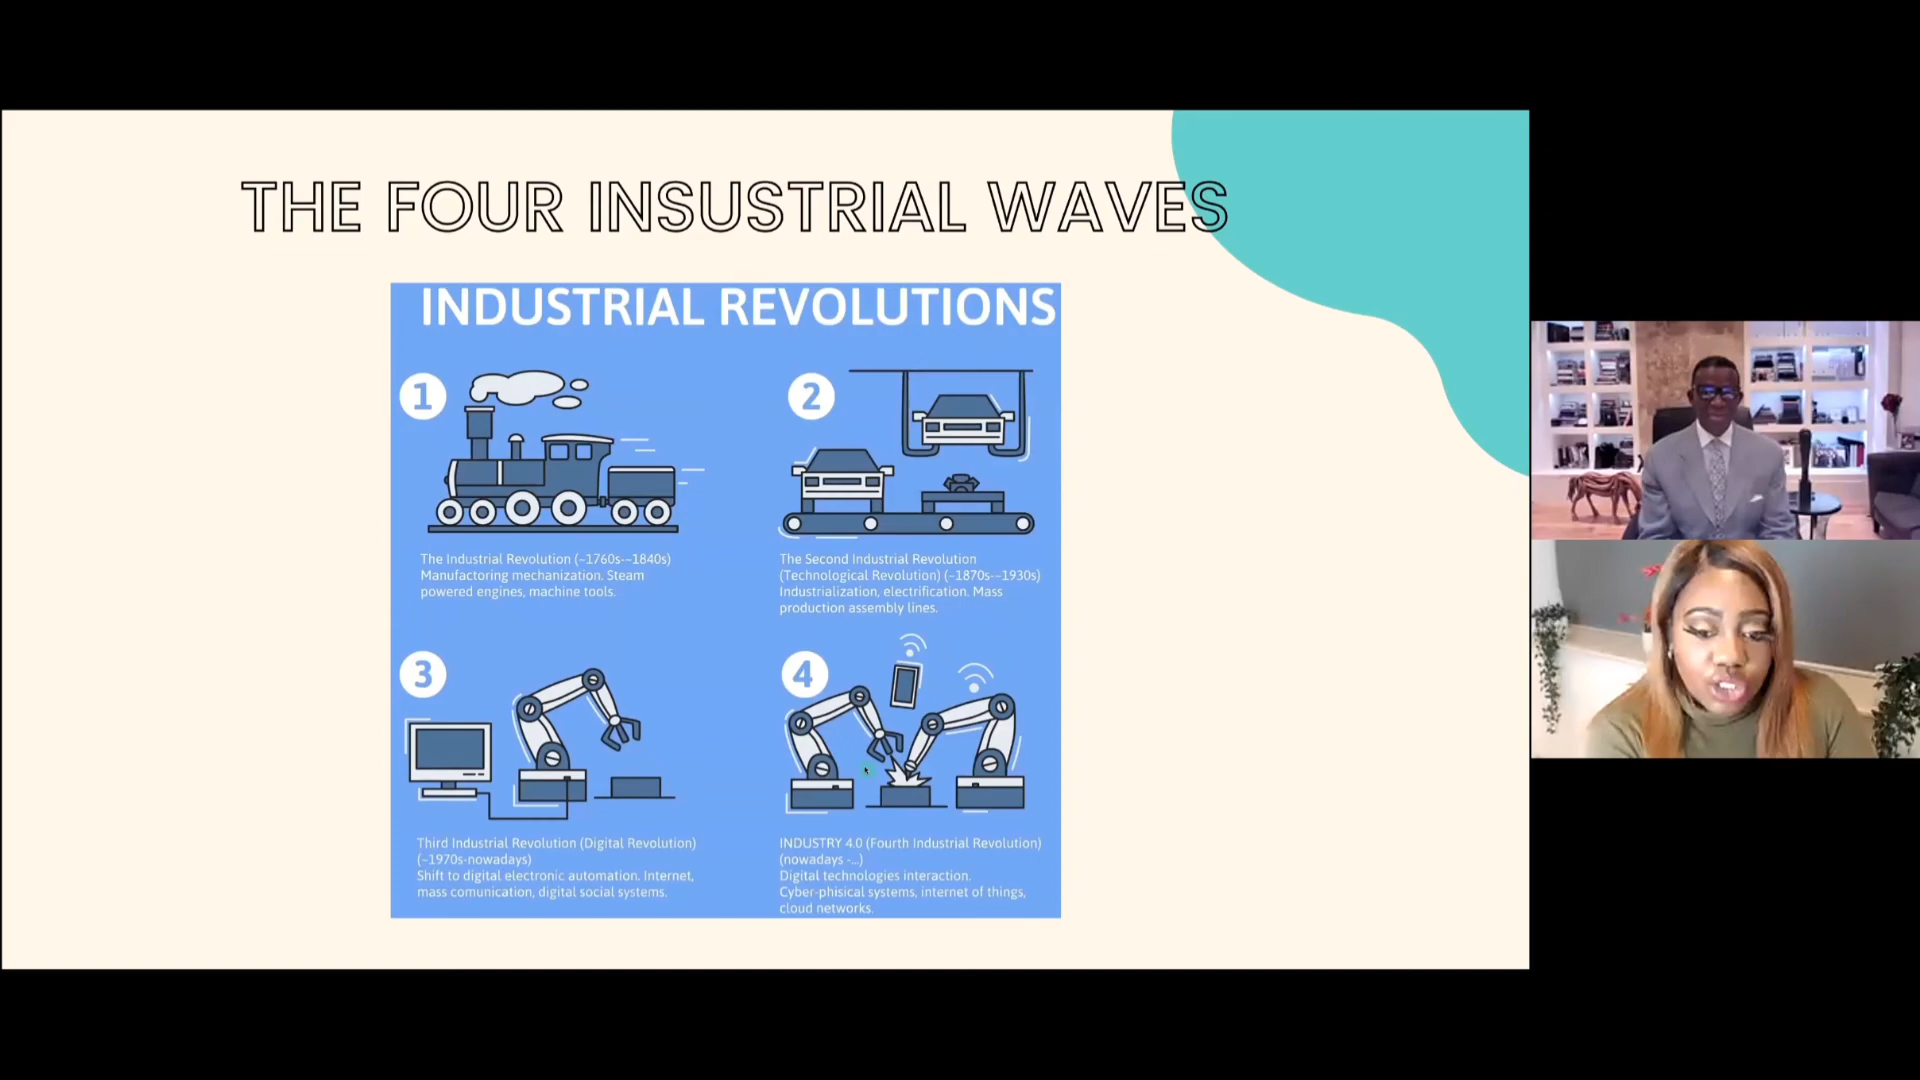 THE FOUR INSUSTRIAL WAVES
INDUSTRIAL REVOLUTIONS
1
The Industrial Revolution (~1760s-~1840s)
Manufactoring mechanization. Steam
powered engines, machine tools.
2
The Second Industrial Revolution
(Technological Revolution) (~1870s-~1930s)
Industrialization, electrification. Mass
production assembly lines.
3
Third Industrial Revolution (Digital Revolution)
(~1970s-nowadays)
Shift to digital electronic automation. Internet,
mass comunication, digital social systems.
4
INDUSTRY 4.0 (Fourth Industrial Revolution)
(nowadays -...)
Digital technologies interaction.
Cyber-phisical systems, internet of things,
cloud networks.